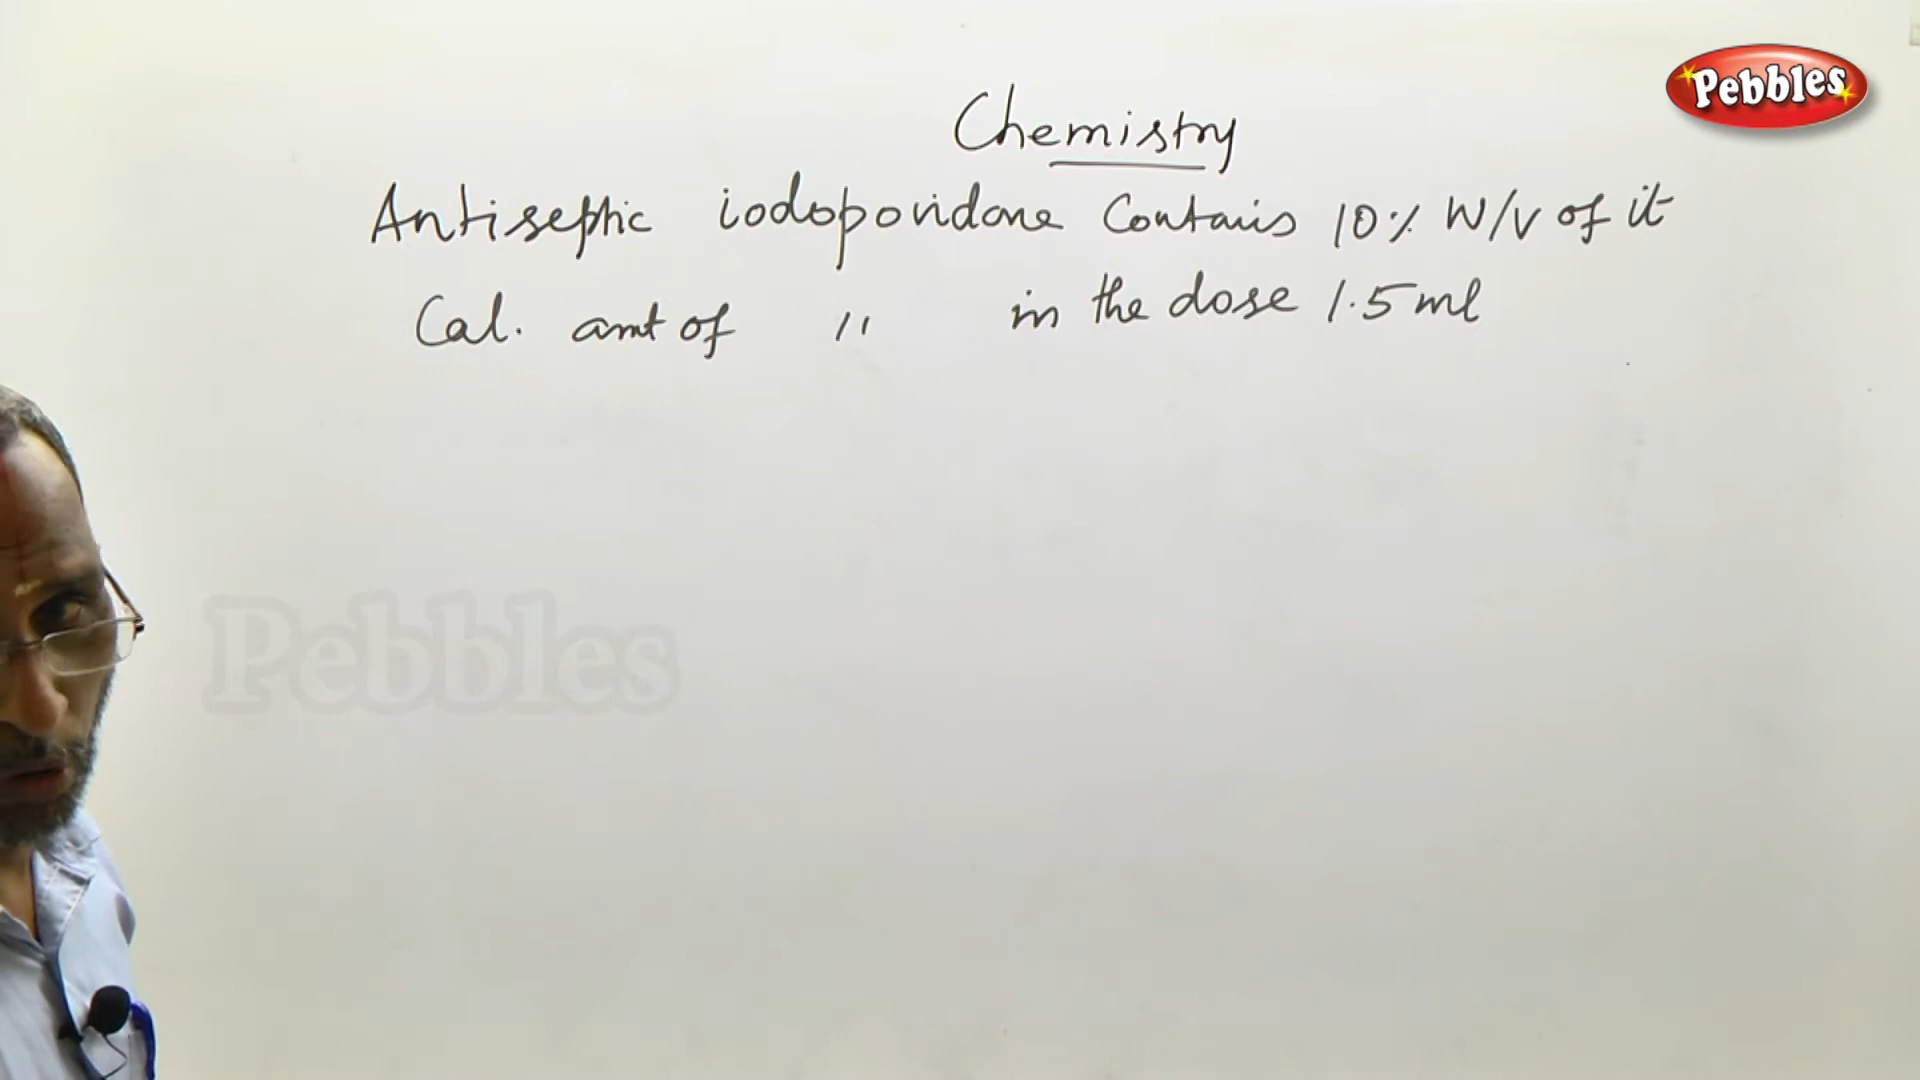 Pebbles
Chemistry
Antiseptic iodopovidone Contains 10% W/V of it
Cal. amt of " in the dose 1.5 ml
Pebbles